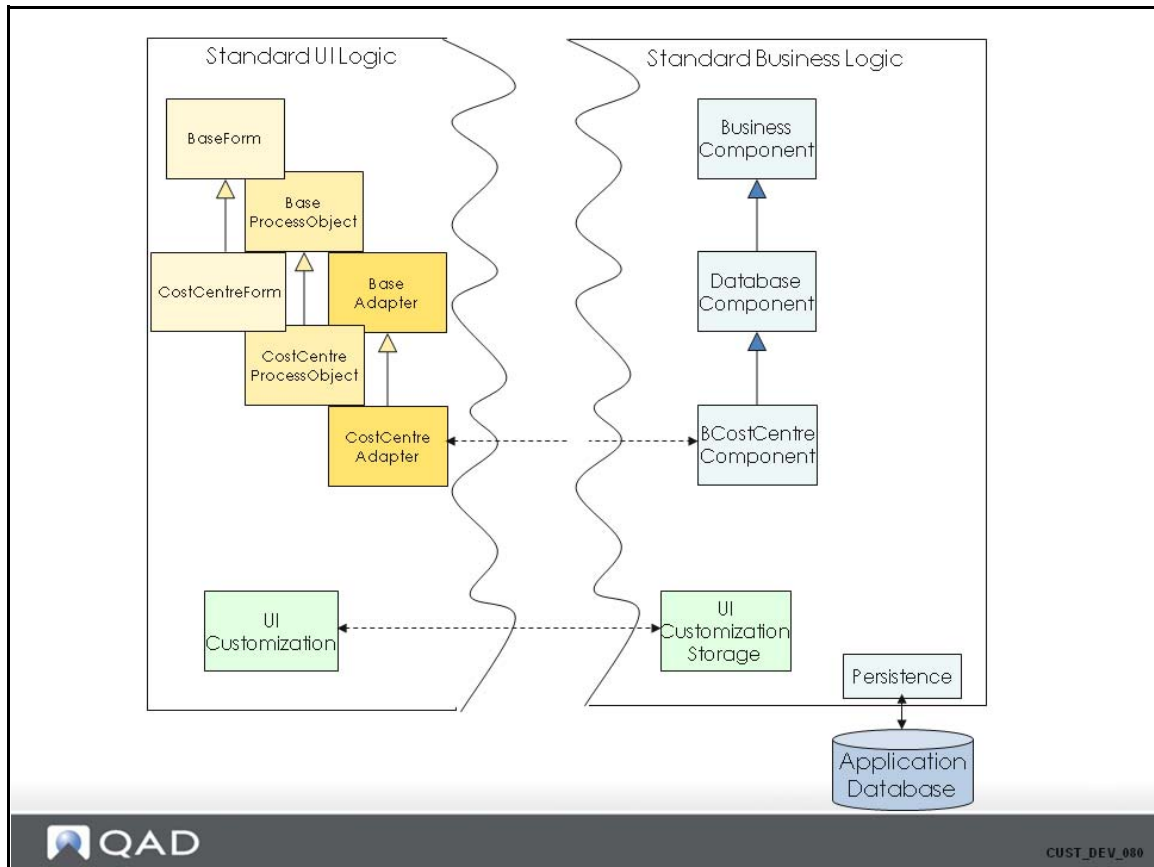 Standard UI Logic
Standard Business Logic
BaseForm
Base
ProcessObject
CostCentreForm
Base
Adapter
CostCentre
ProcessObject
CostCentre
Adapter
Business
Component
Database
Component
BCostCentre
Component
UI
Customization
UI
Customization
Storage
Persistence
Application
Database
QAD
CUST_DEV_080